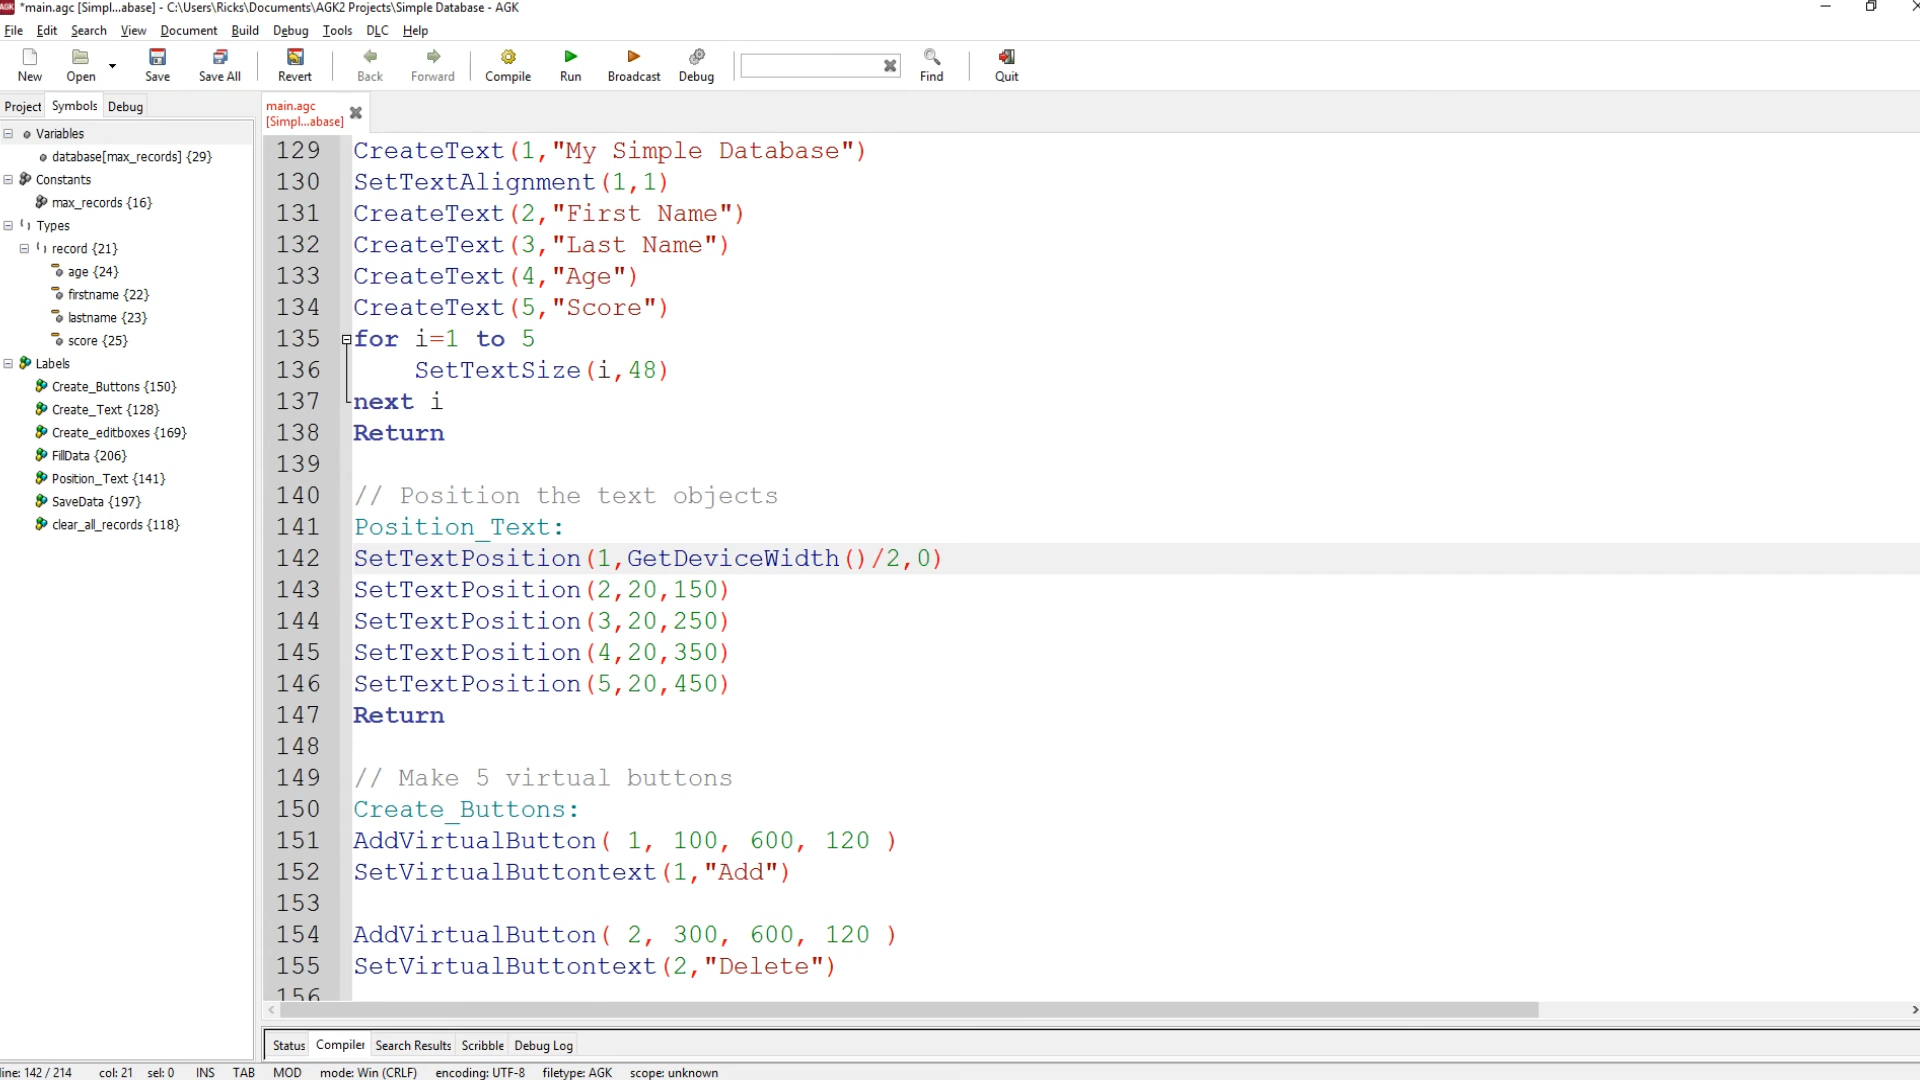 *main.agc [Simpl...abase] - C:\Users\Ricks\Documents\AGK2 Projects\Simple Database - AGK
File Edit Search View Document Build Debug Tools DLC Help
New Open Save Save All Revert Back Forward Compile Run Broadcast Debug Find Quit
Project Symbols Debug
main.agc
[Simpl...abase]
Variables
database[max_records] {29}
Constants
max_records {16}
Types
record {21}
age {24}
firstname {22}
lastname {23}
score {25}
Labels
Create_Buttons {150}
Create_Text {128}
Create_editboxes {169}
FillData {206}
Position_Text {141}
SaveData {197}
clear_all_records {118}
129 CreateText(1,"My Simple Database")
130 SetTextAlignment(1,1)
131 CreateText(2,"First Name")
132 CreateText(3,"Last Name")
133 CreateText(4,"Age")
134 CreateText(5,"Score")
135 for i=1 to 5
136 SetTextSize(i,48)
137 next i
138 Return
139
140 // Position the text objects
141 Position_Text:
142 SetTextPosition(1,GetDeviceWidth()/2,0)
143 SetTextPosition(2,20,150)
144 SetTextPosition(3,20,250)
145 SetTextPosition(4,20,350)
146 SetTextPosition(5,20,450)
147 Return
148
149 // Make 5 virtual buttons
150 Create_Buttons:
151 AddVirtualButton( 1, 100, 600, 120 )
152 SetVirtualButtontext(1,"Add")
153
154 AddVirtualButton( 2, 300, 600, 120 )
155 SetVirtualButtontext(2,"Delete")
156
Status Compiler Search Results Scribble Debug Log
line: 142 / 214 col: 21 sel: 0 INS TAB MOD mode: Win (CRLF) encoding: UTF-8 filetype: AGK scope: unknown